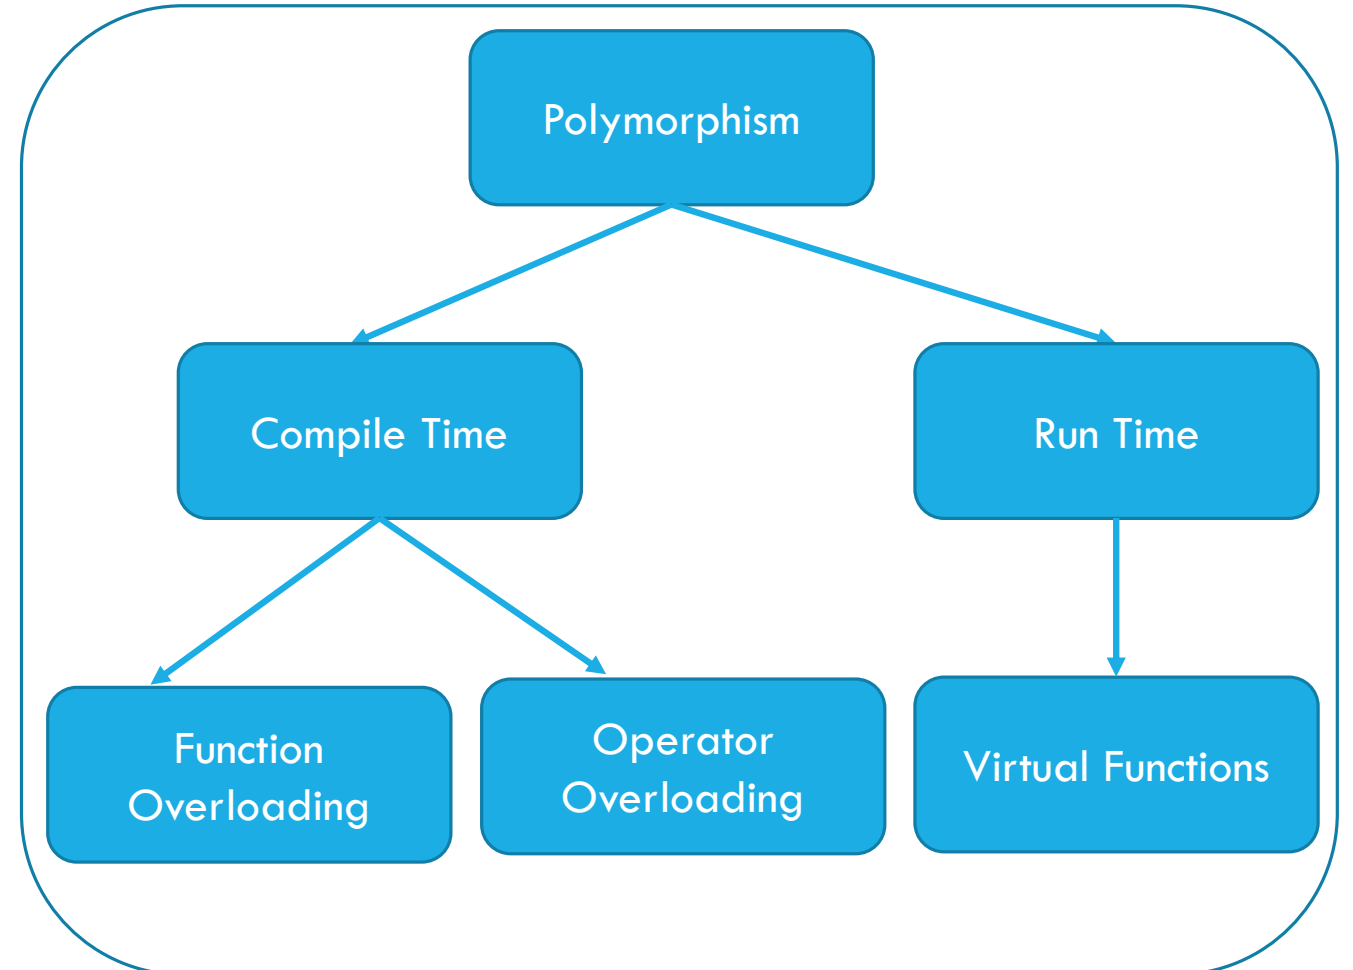 Polymorphism
Compile Time
Run Time
Function
Overloading
Operator
Overloading
Virtual Functions